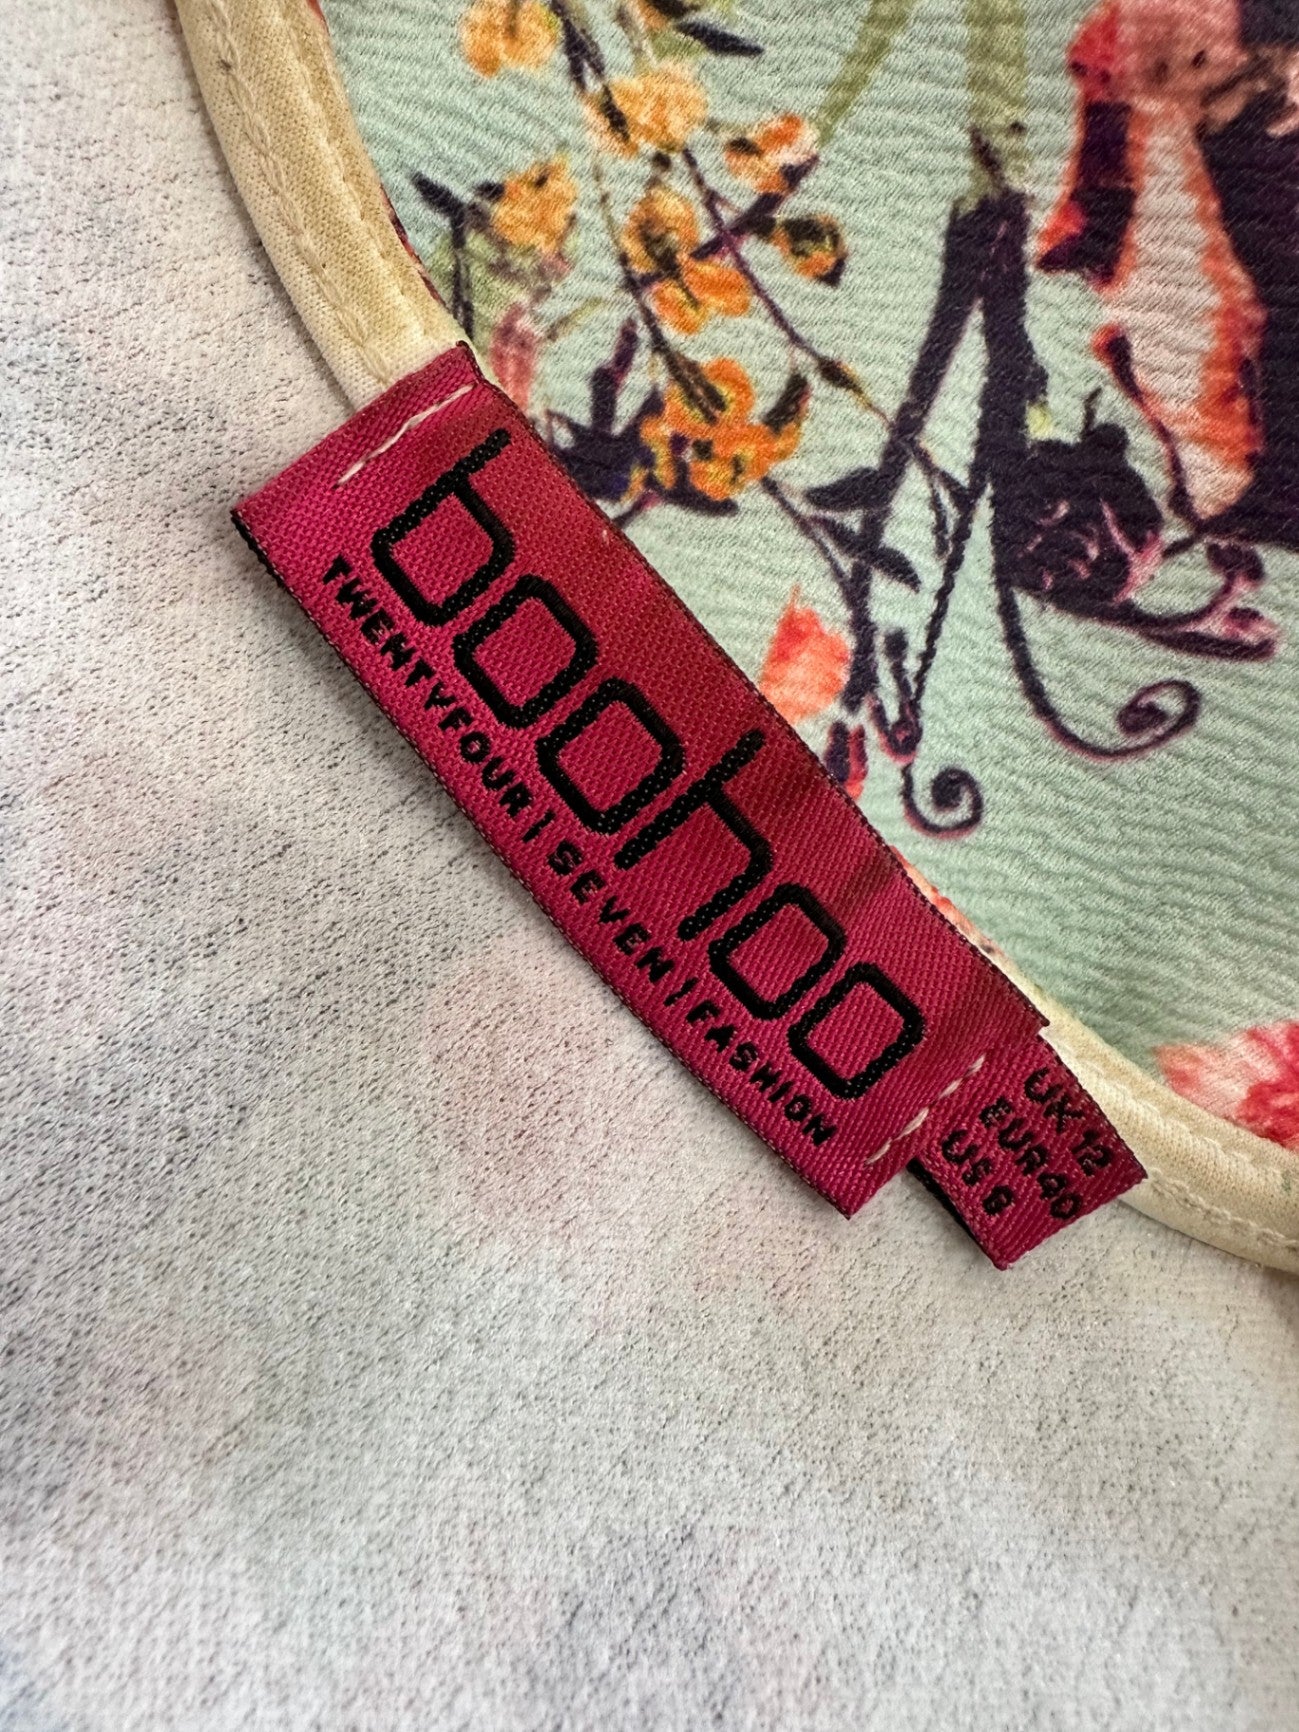 boohoo
TWENTYFOUR | SEVEN | FASHION
UK 12
EUR 40
US 8